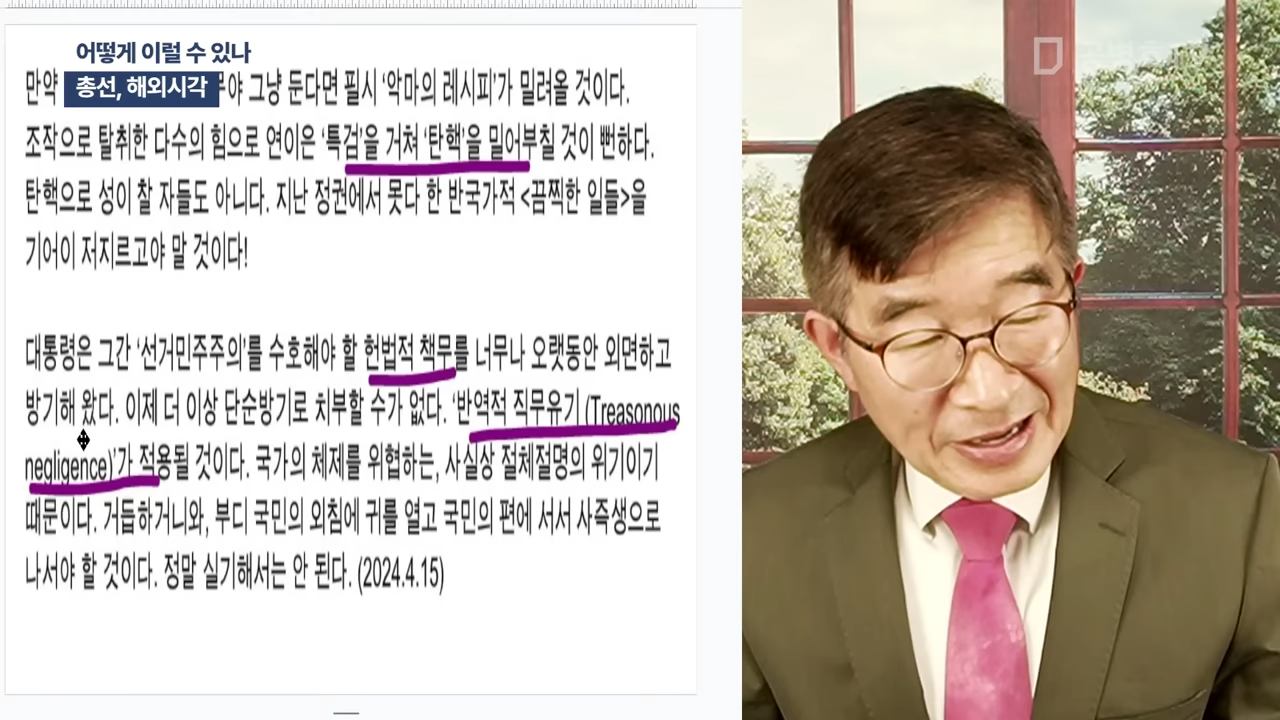 어떻게 이럴 수 있나
총선, 해외시각
만약 야 그냥 둔다면 필시 ‘악마의 레시피’가 밀려올 것이다.
조작으로 탈취한 다수의 힘으로 연이은 ‘특검’을 거쳐 ‘탄핵’을 밀어부칠 것이 뻔하다.
탄핵으로 성이 찰 자들도 아니다. 지난 정권에서 못다 한 반국가적 <끔찍한 일들>을
기어이 저지르고야 말 것이다!
대통령은 그간 ‘선거민주주의’를 수호해야 할 헌법적 책무를 너무나 오랫동안 외면하고
방기해 왔다. 이제 더 이상 단순방기로 치부할 수가 없다. ‘반역적 직무유기 (Treasonous
negligence)’가 적용될 것이다. 국가의 체제를 위협하는, 사실상 절체절명의 위기이기
때문이다. 거듭하거니와, 부디 국민의 외침에 귀를 열고 국민의 편에 서서 사즉생으로
나서야 할 것이다. 정말 실기해서는 안 된다. (2024.4.15)